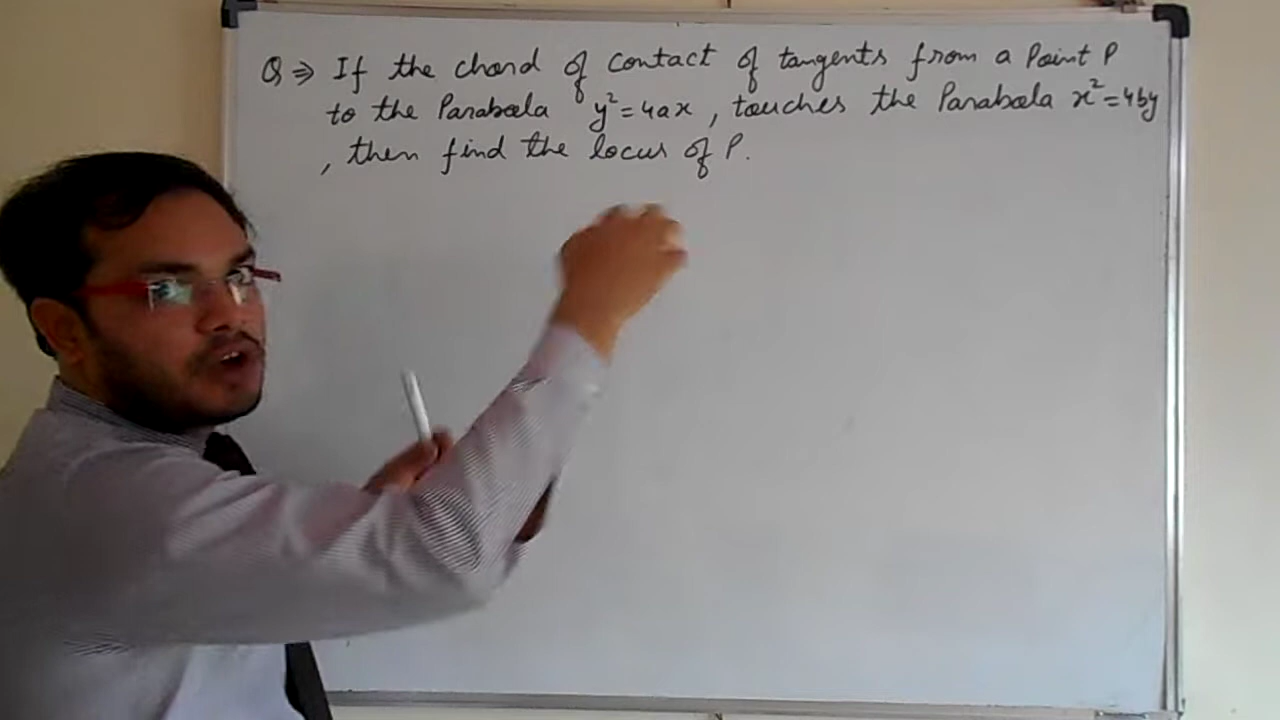 Q ⇒ If the chord of contact of tangents from a Point P
to the Parabola y²=4ax, touches the Parabola x²=4by
, then find the locus of P.